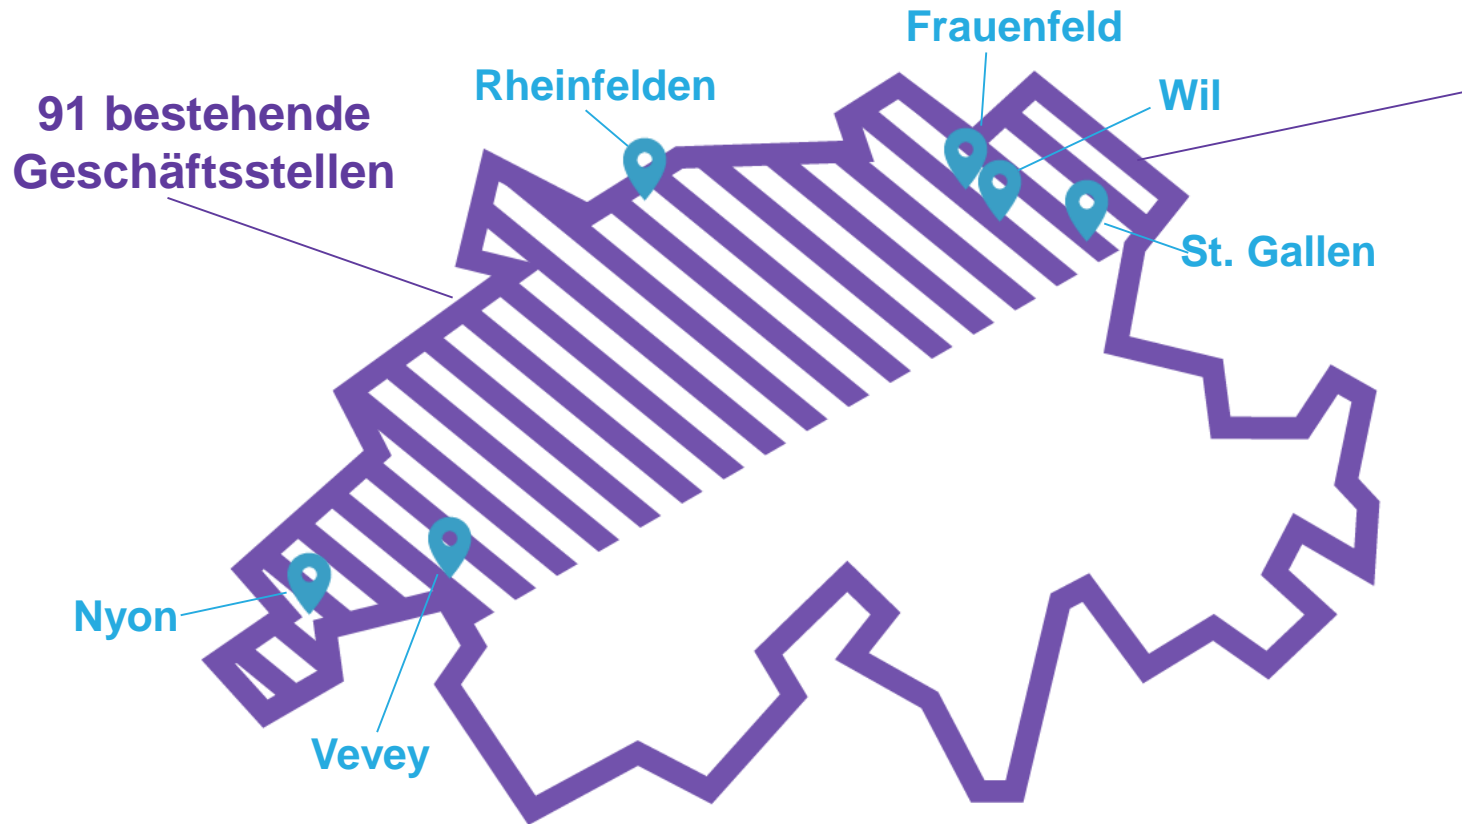 Frauenfeld
Rheinfelden
Wil
91 bestehende
Geschäftsstellen
St. Gallen
Nyon
Vevey